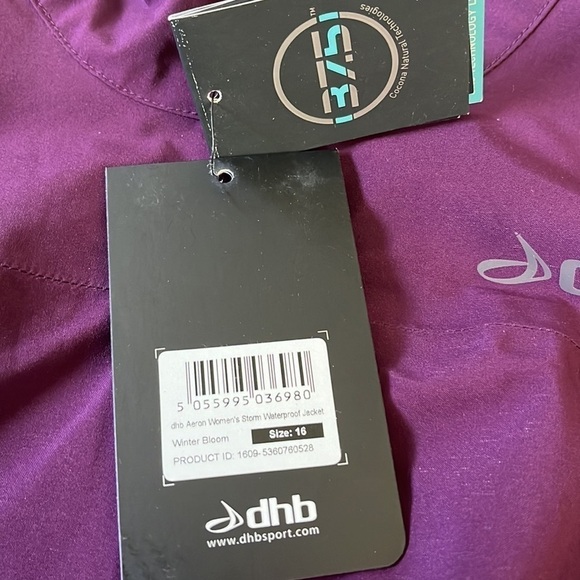 37.5™
Cocona Natural Technologies
5 055995 036980
dhb Aeron Women's Storm Waterproof Jacket
Winter Bloom Size: 16
PRODUCT ID: 1609-5360760528
dhb
www.dhbsport.com